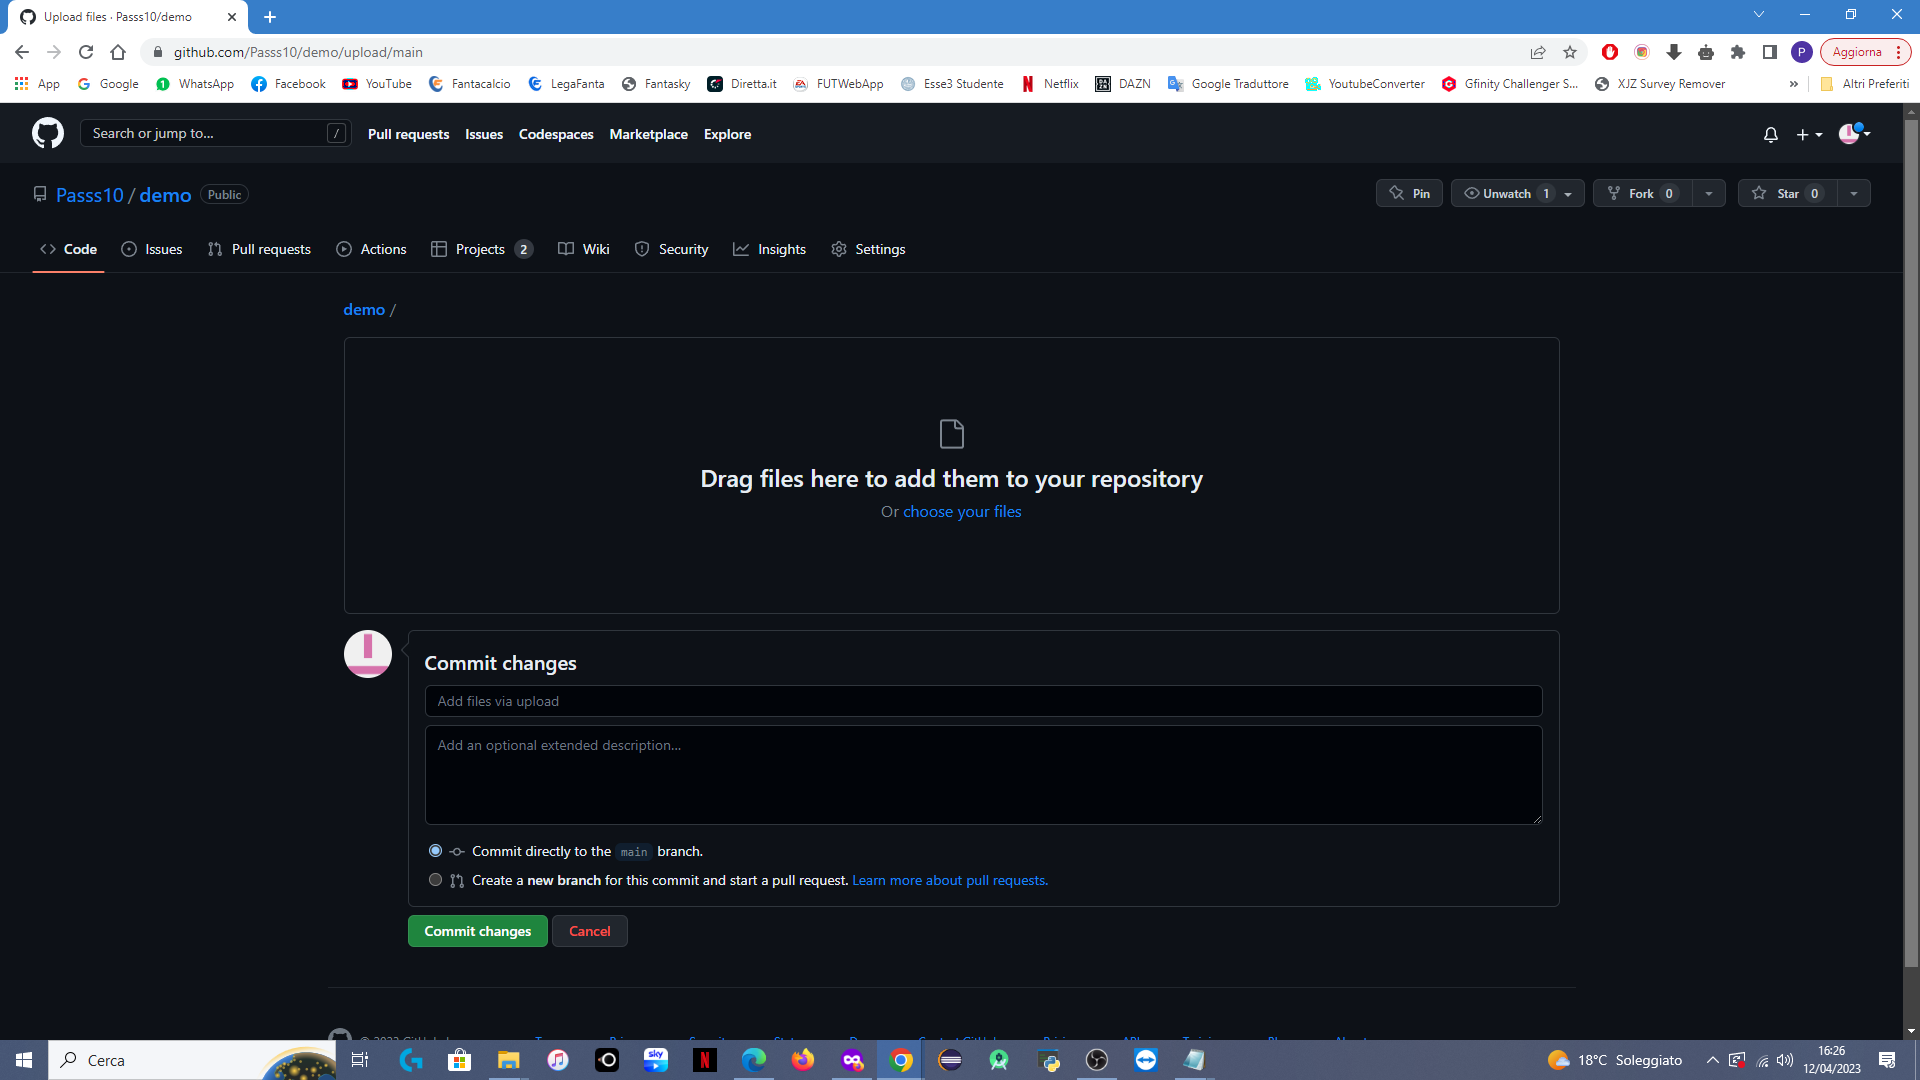 Upload files · Passs10/demo
github.com/Passs10/demo/upload/main
Aggiorna
App Google WhatsApp Facebook YouTube Fantacalcio LegaFanta Fantasky Diretta.it FUTWebApp Esse3 Studente Netflix DAZN Google Traduttore YoutubeConverter Gfinity Challenger S... XJZ Survey Remover » Altri Preferiti
Search or jump to... / Pull requests Issues Codespaces Marketplace Explore
Passs10 / demo Public Pin Unwatch 1 Fork 0 Star 0
Code Issues Pull requests Actions Projects 2 Wiki Security Insights Settings
demo /
Drag files here to add them to your repository
Or choose your files
Commit changes
Add files via upload
Add an optional extended description...
Commit directly to the main branch.
Create a new branch for this commit and start a pull request. Learn more about pull requests.
Commit changes Cancel
Cerca
18°C Soleggiato
16:26
12/04/2023